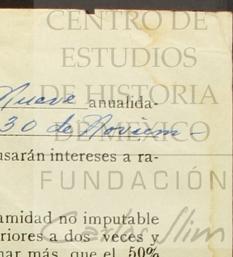 CENTRO DE
ESTUDIOS
Nueve anualida-
DE HISTORIA
30 de Noviem-
DE MÉXICO
usarán intereses a ra-
FUNDACIÓN
amidad no imputable
riores a dos veces y
Carlos Slim
nar más que el 50%